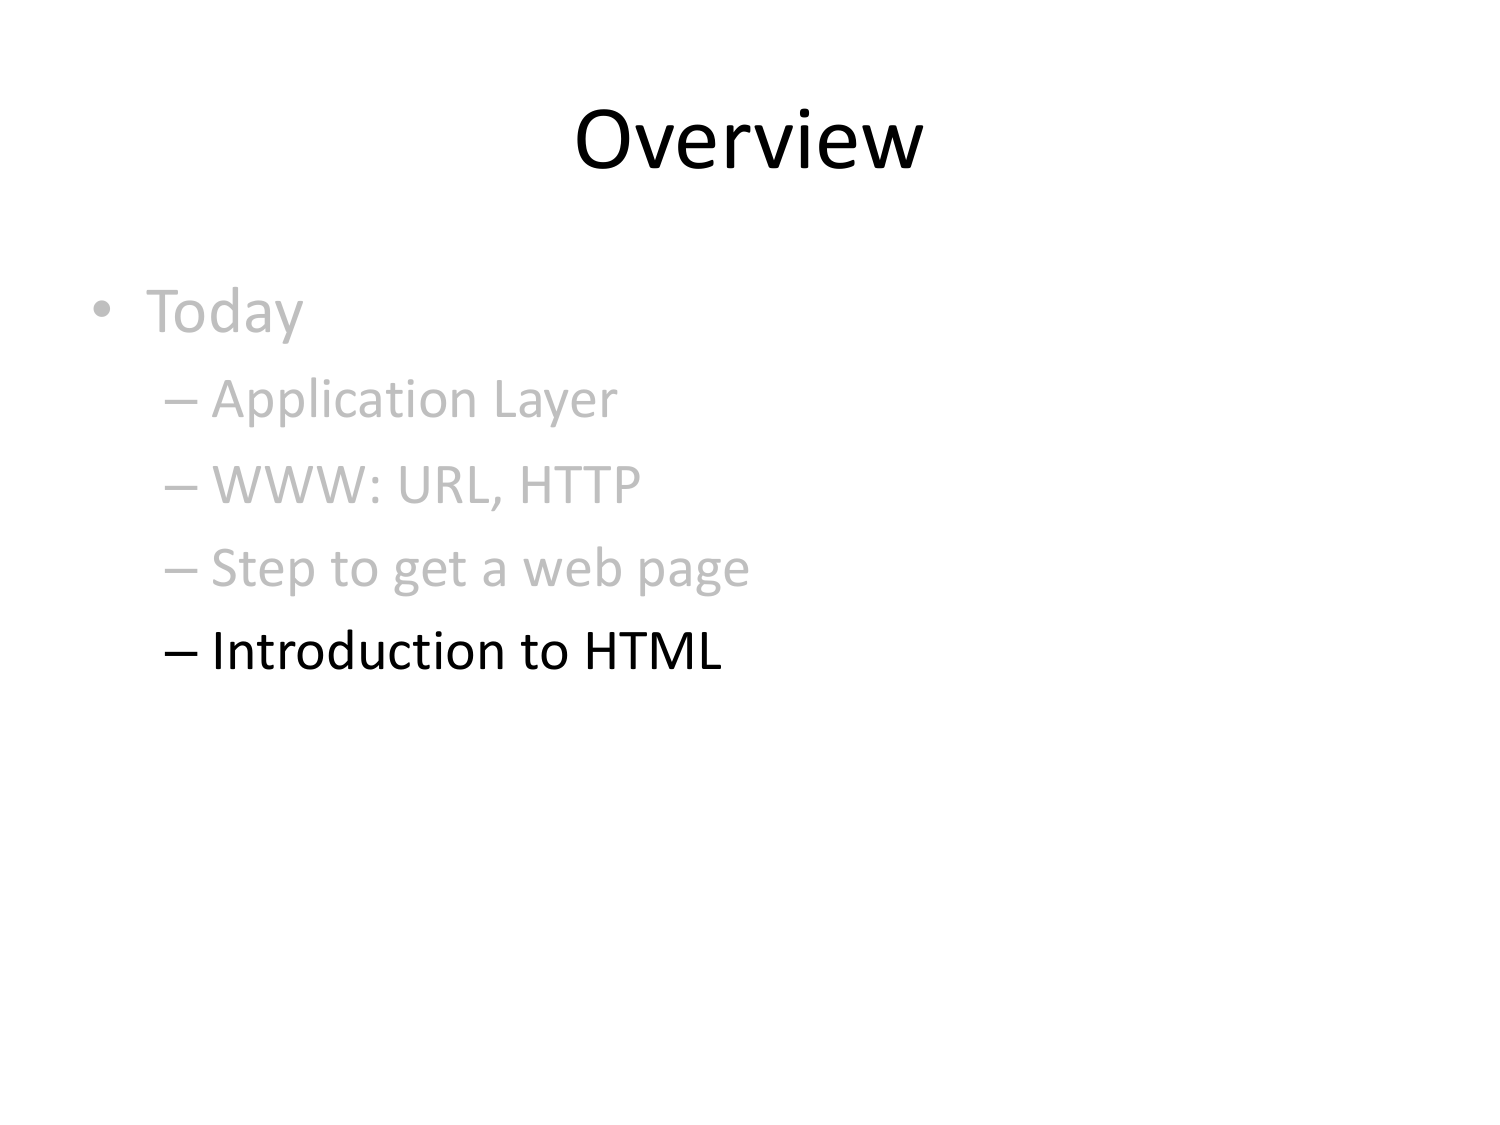 Overview
• Today
– Application Layer
– WWW: URL, HTTP
– Step to get a web page
– Introduction to HTML